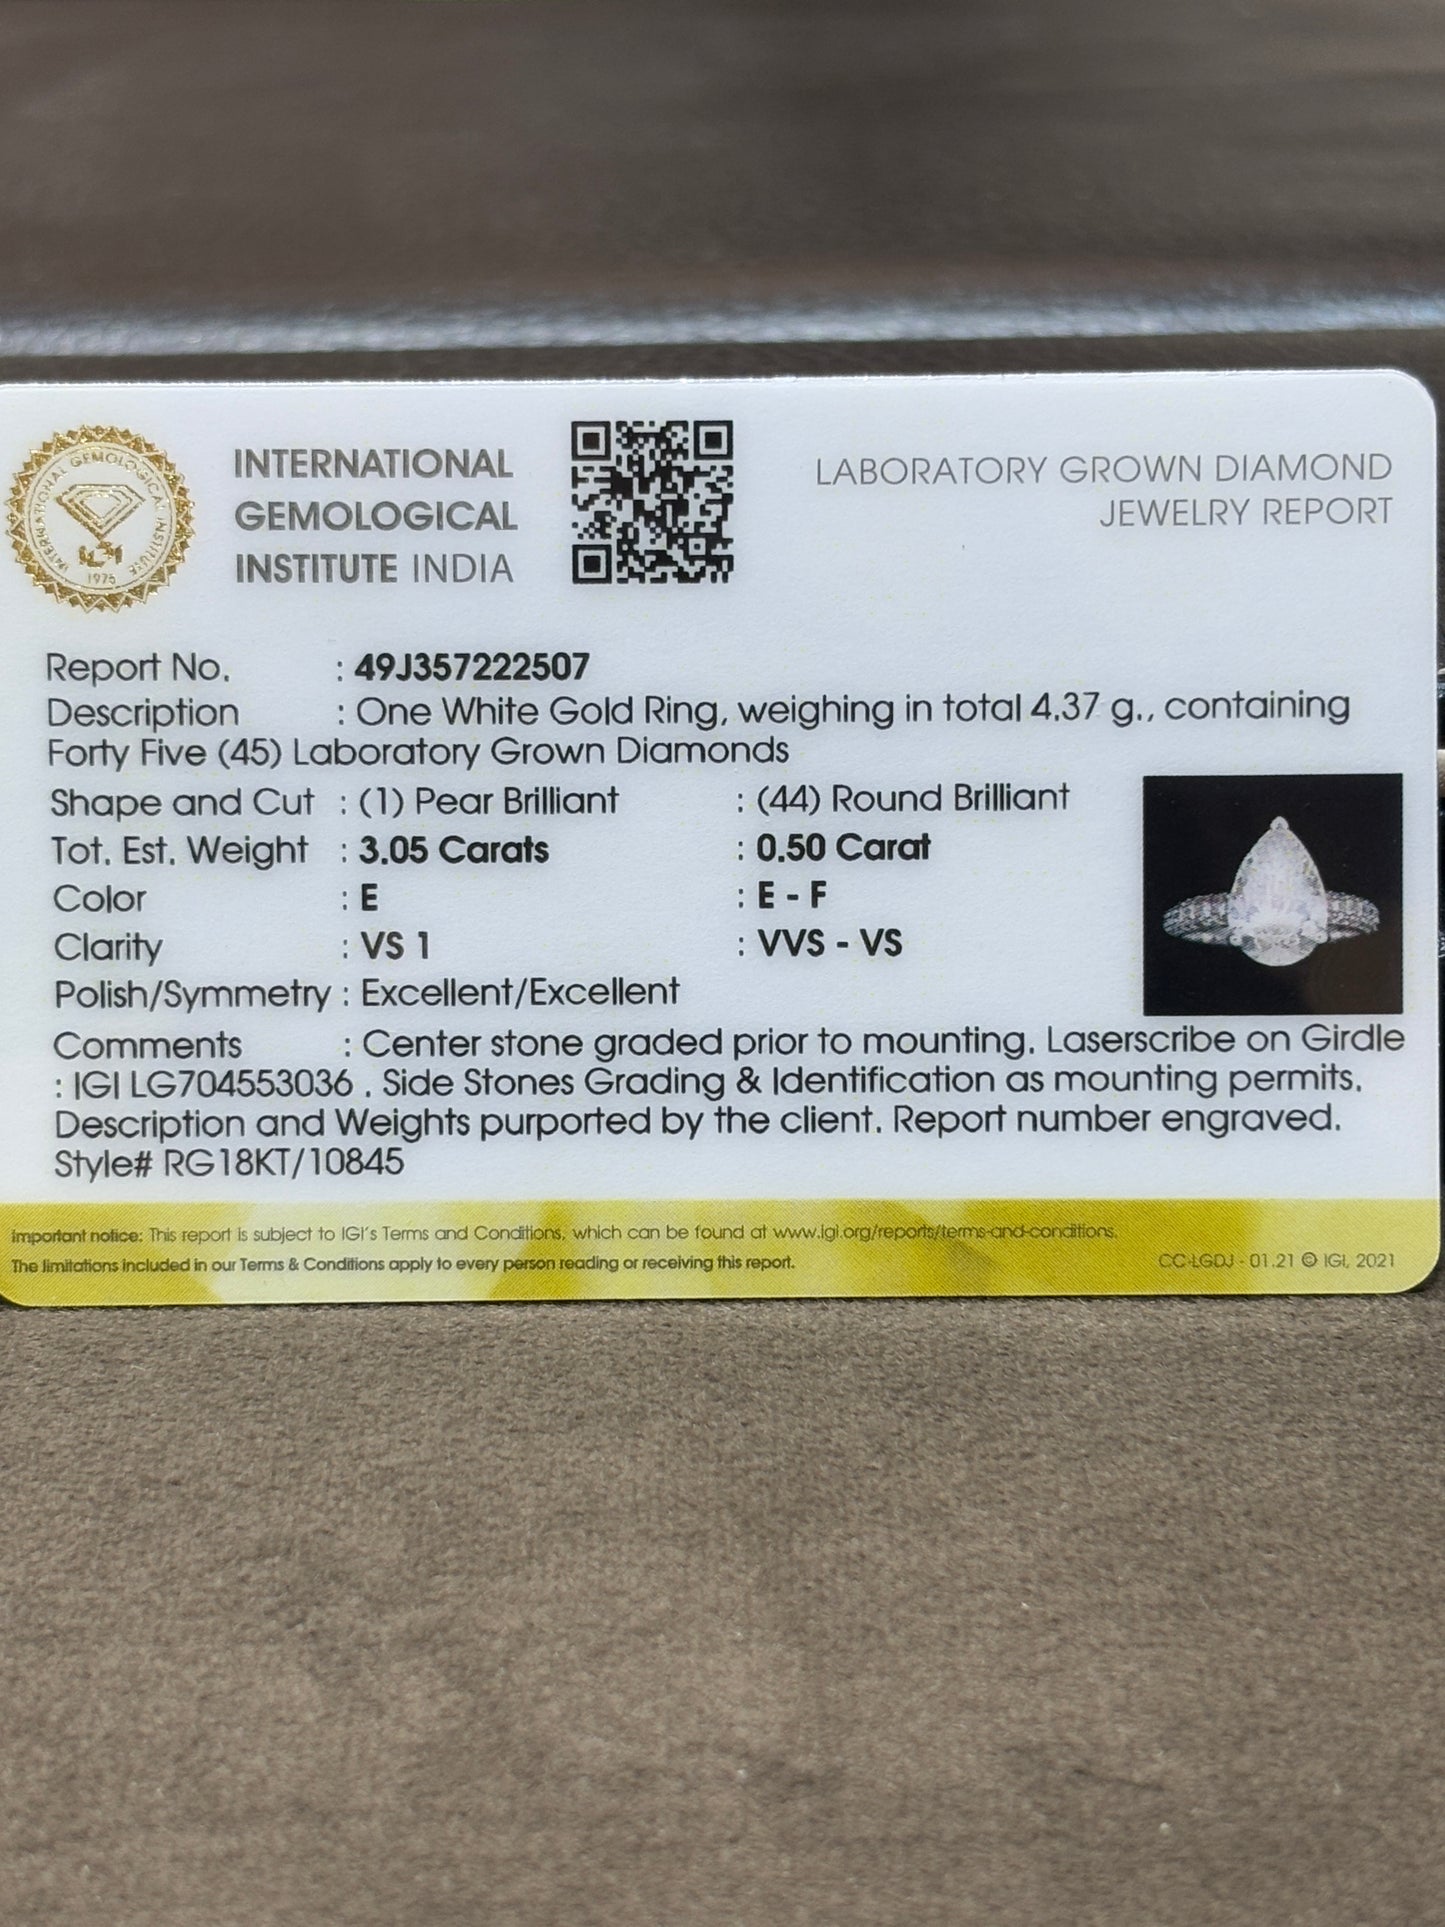 INTERNATIONAL GEMOLOGICAL INSTITUTE
IGI
1975
INTERNATIONAL
GEMOLOGICAL
INSTITUTE INDIA
LABORATORY GROWN DIAMOND
JEWELRY REPORT
Report No. : 49J357222507
Description : One White Gold Ring, weighing in total 4.37 g., containing
Forty Five (45) Laboratory Grown Diamonds
Shape and Cut : (1) Pear Brilliant : (44) Round Brilliant
Tot. Est. Weight : 3.05 Carats : 0.50 Carat
Color : E : E - F
Clarity : VS 1 : VVS - VS
Polish/Symmetry : Excellent/Excellent
Comments : Center stone graded prior to mounting. Laserscribe on Girdle
: IGI LG704553036 . Side Stones Grading & Identification as mounting permits.
Description and Weights purported by the client. Report number engraved.
Style# RG18KT/10845
Important notice: This report is subject to IGI's Terms and Conditions, which can be found at www.igi.org/reports/terms-and-conditions.
The limitations included in our Terms & Conditions apply to every person reading or receiving this report.
CC-LGDJ - 01.21 © IGI, 2021